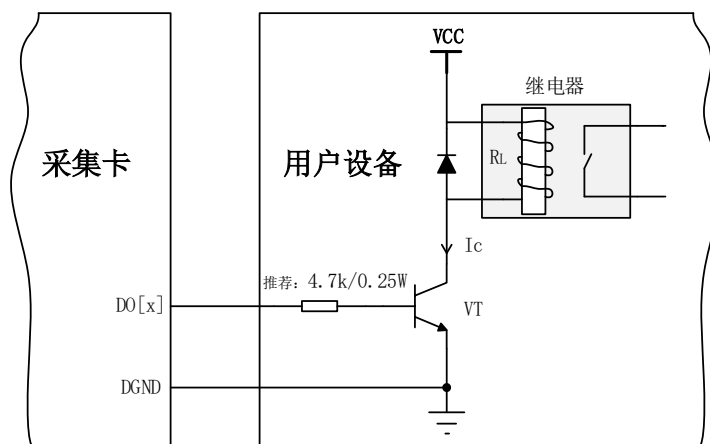 VCC
继电器
采集卡
用户设备
RL
Ic
推荐: 4.7k/0.25W
DO[x]
VT
DGND